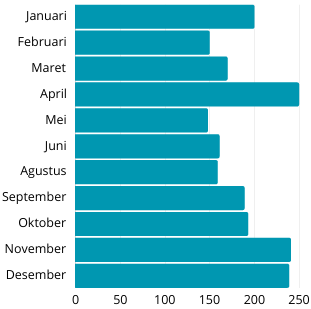 Januari
Februari
Maret
April
Mei
Juni
Agustus
September
Oktober
November
Desember
0 50 100 150 200 250